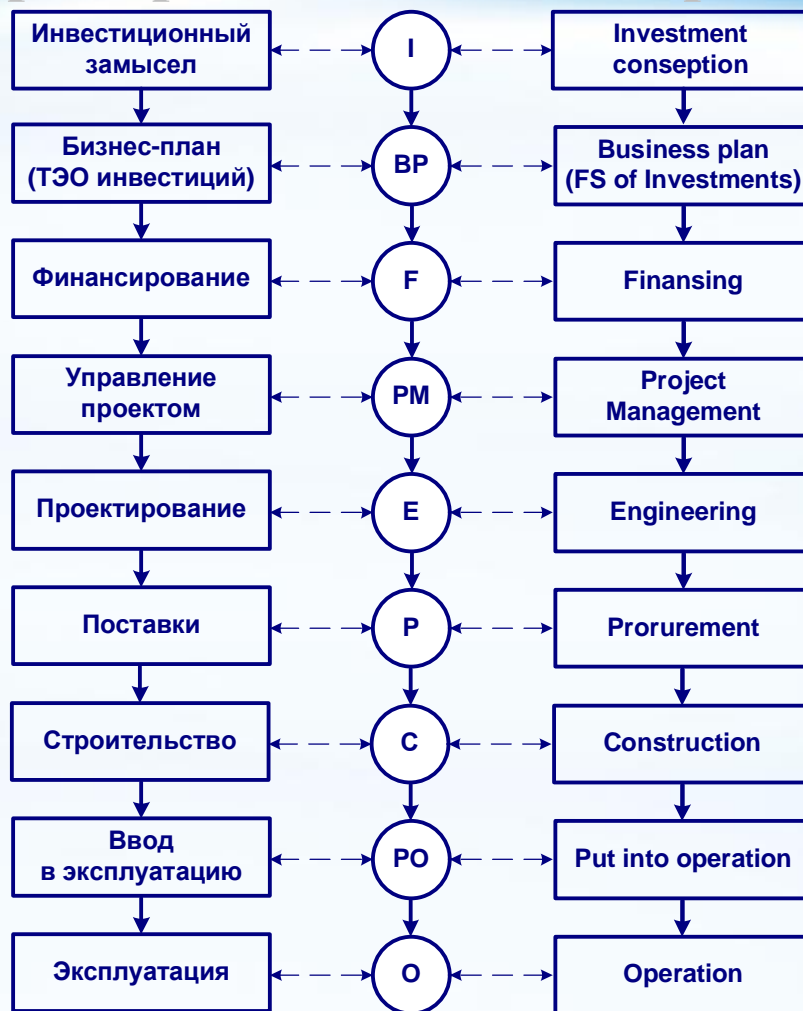 Инвестиционный
замысел
I
Investment
conseption
Бизнес-план
(ТЭО инвестиций)
BP
Business plan
(FS of Investments)
Финансирование
F
Finansing
Управление
проектом
PM
Project
Management
Проектирование
E
Engineering
Поставки
P
Prorurement
Строительство
C
Construction
Ввод
в эксплуатацию
PO
Put into operation
Эксплуатация
O
Operation